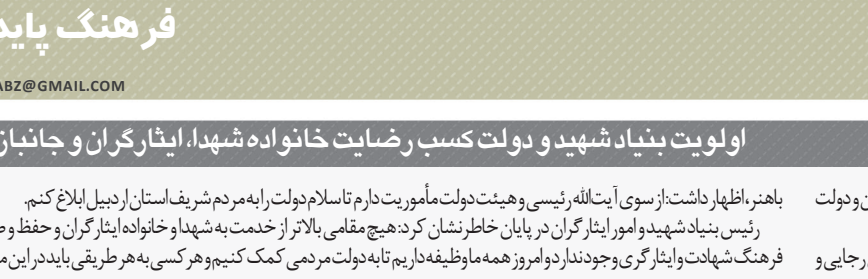 فرهنگ
ABZ@GMAIL.COM
اولویت بنیاد شهید و دولت کسب رضایت خانواده شهدا، ایثارگران و جانبازان
و دولت
باهنر، اظهار داشت: از سوی آیت‌الله رئیسی و هیئت دولت مأموریت دارم تا سلام دولت را به مردم شریف استان اردبیل ابلاغ کنم.
رئیس بنیاد شهید و امور ایثارگران در پایان خاطرنشان کرد: هیچ مقامی بالاتر از خدمت به شهدا و خانواده ایثارگران و حفظ و
رجایی و
فرهنگ شهادت و ایثارگری وجود ندارد و امروز همه ما وظیفه داریم تا به دولت مردمی کمک کنیم و هر کسی به هر طریقی باید در این